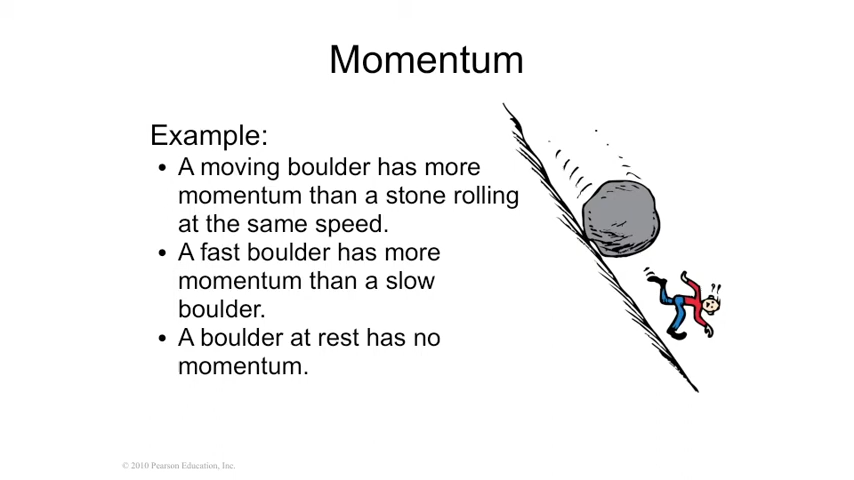 Momentum
Example:
• A moving boulder has more
momentum than a stone rolling
at the same speed.
• A fast boulder has more
momentum than a slow
boulder.
• A boulder at rest has no
momentum.
© 2010 Pearson Education, Inc.